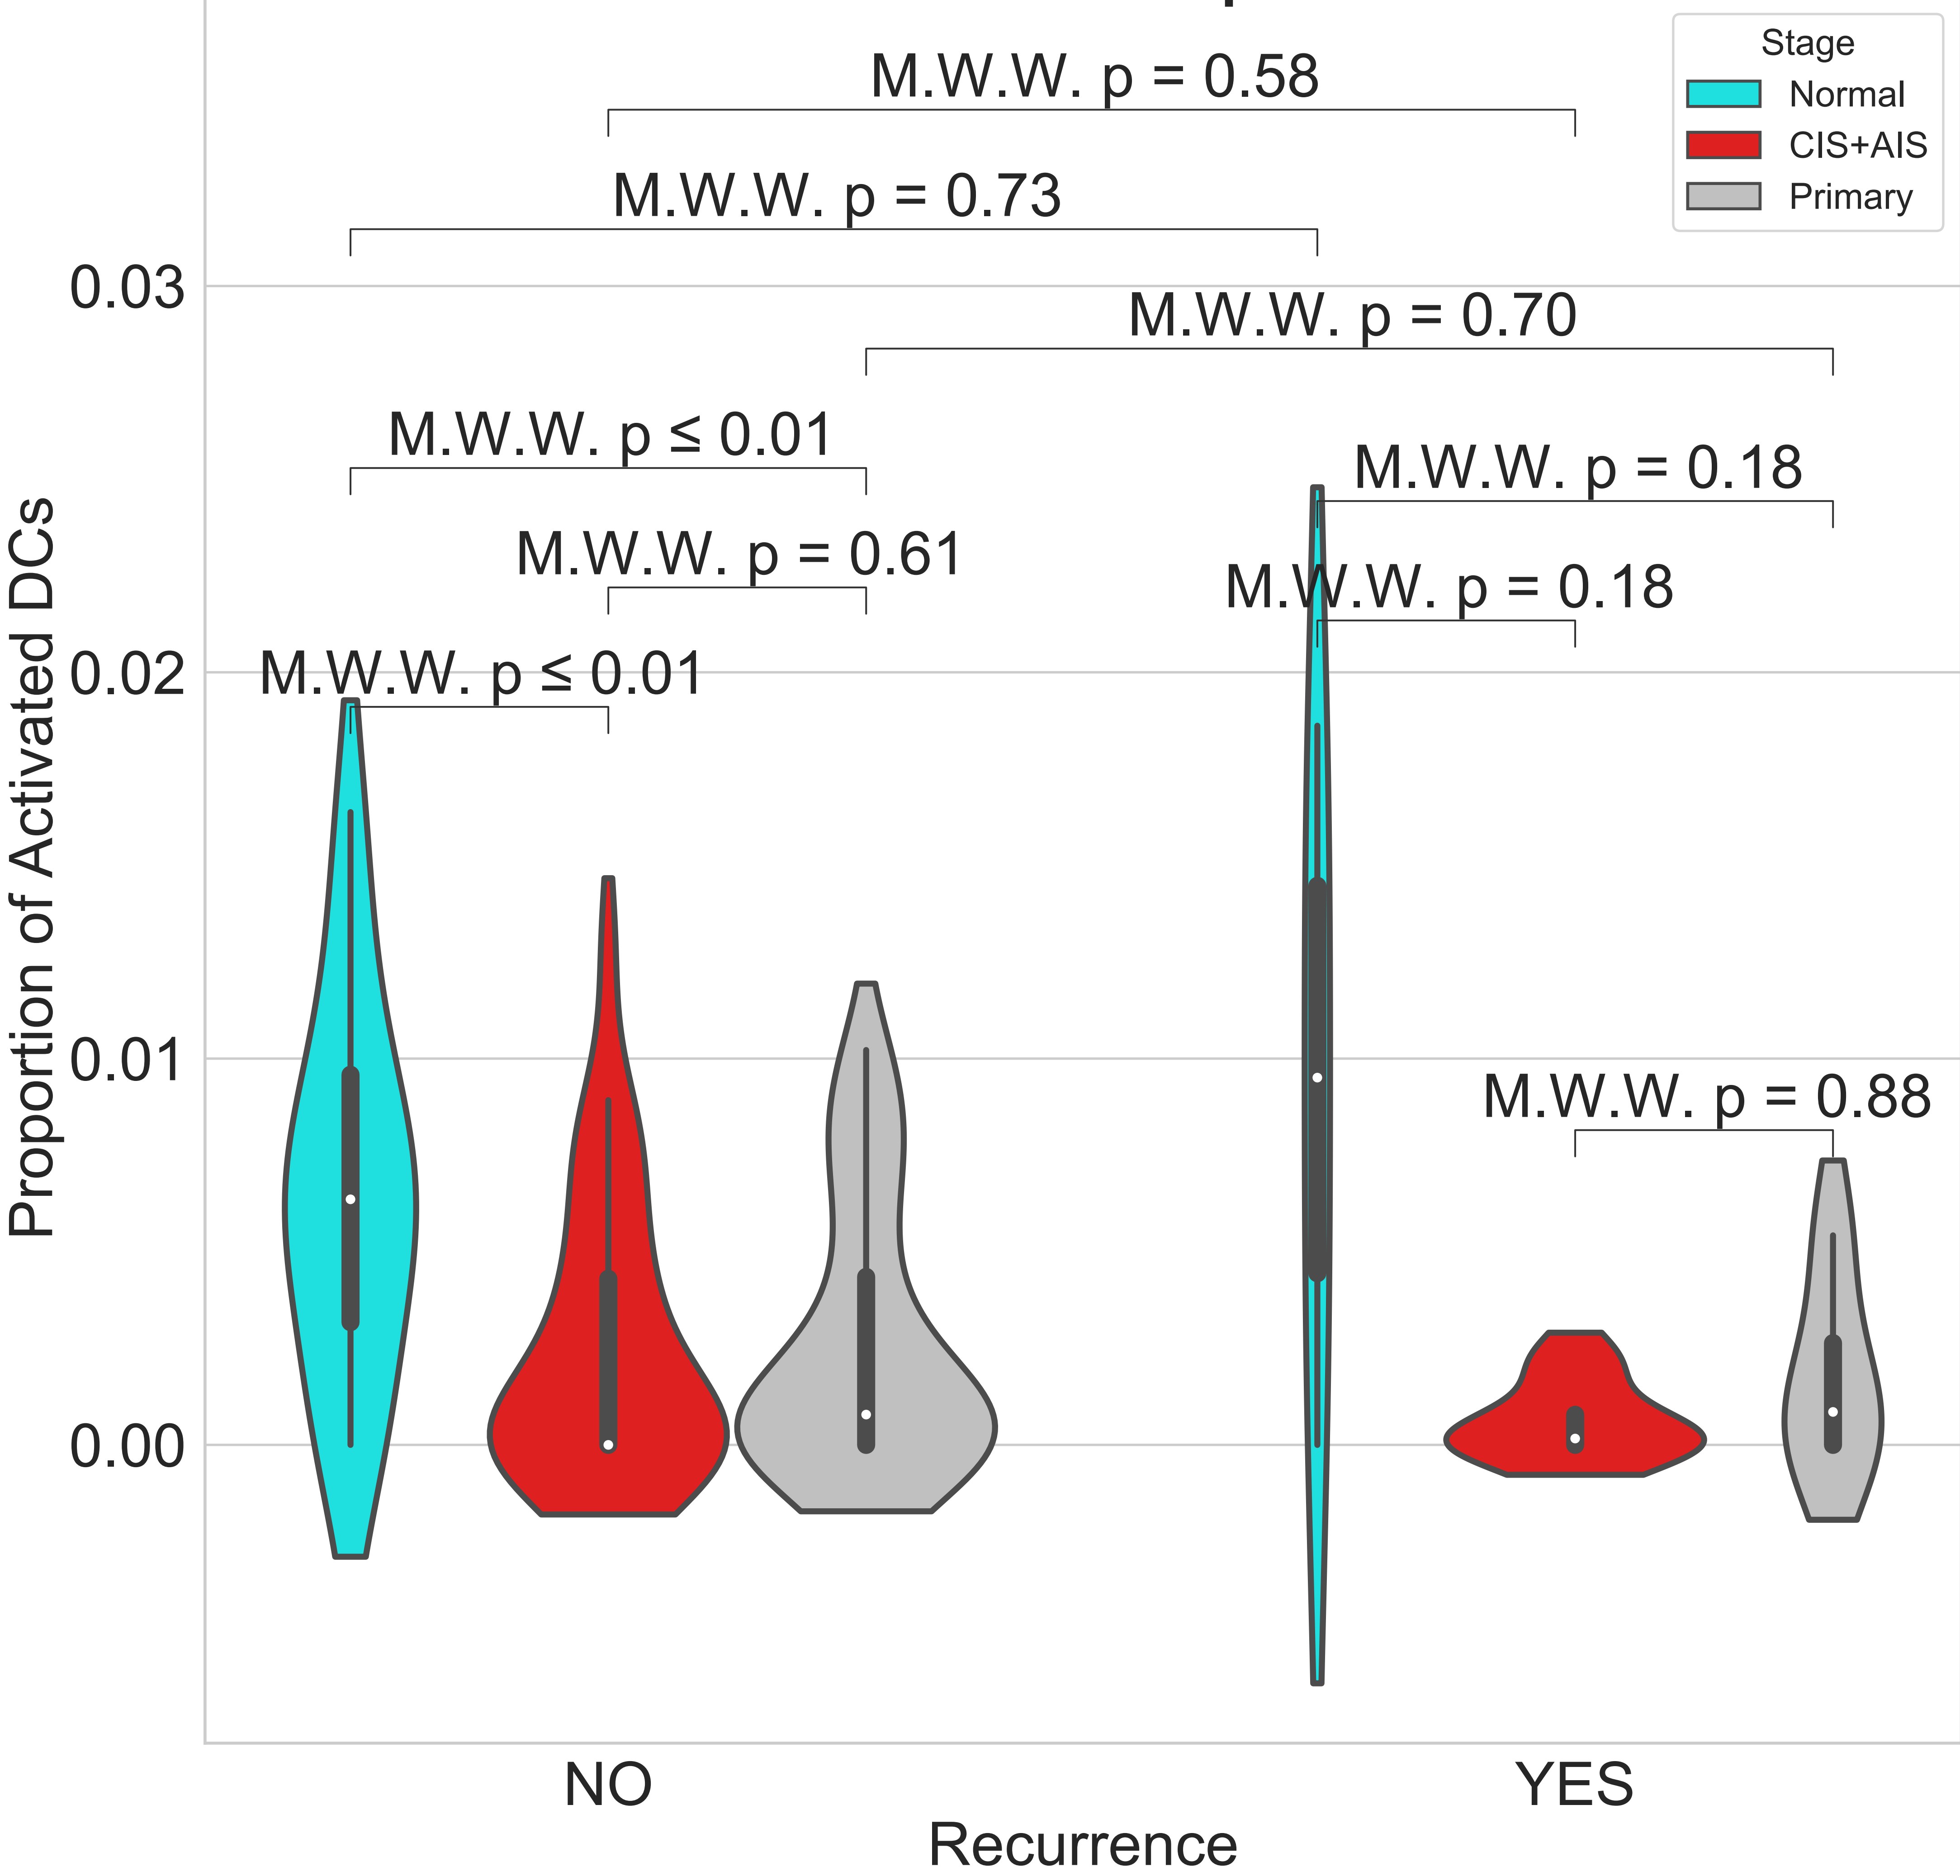 Stage
Normal
CIS+AIS
Primary
M.W.W. p = 0.58
M.W.W. p = 0.73
M.W.W. p = 0.70
M.W.W. p ≤ 0.01
M.W.W. p = 0.18
M.W.W. p = 0.61
M.W.W. p = 0.18
M.W.W. p ≤ 0.01
M.W.W. p = 0.88
0.03
0.02
0.01
0.00
Proportion of Activated DCs
NO
YES
Recurrence